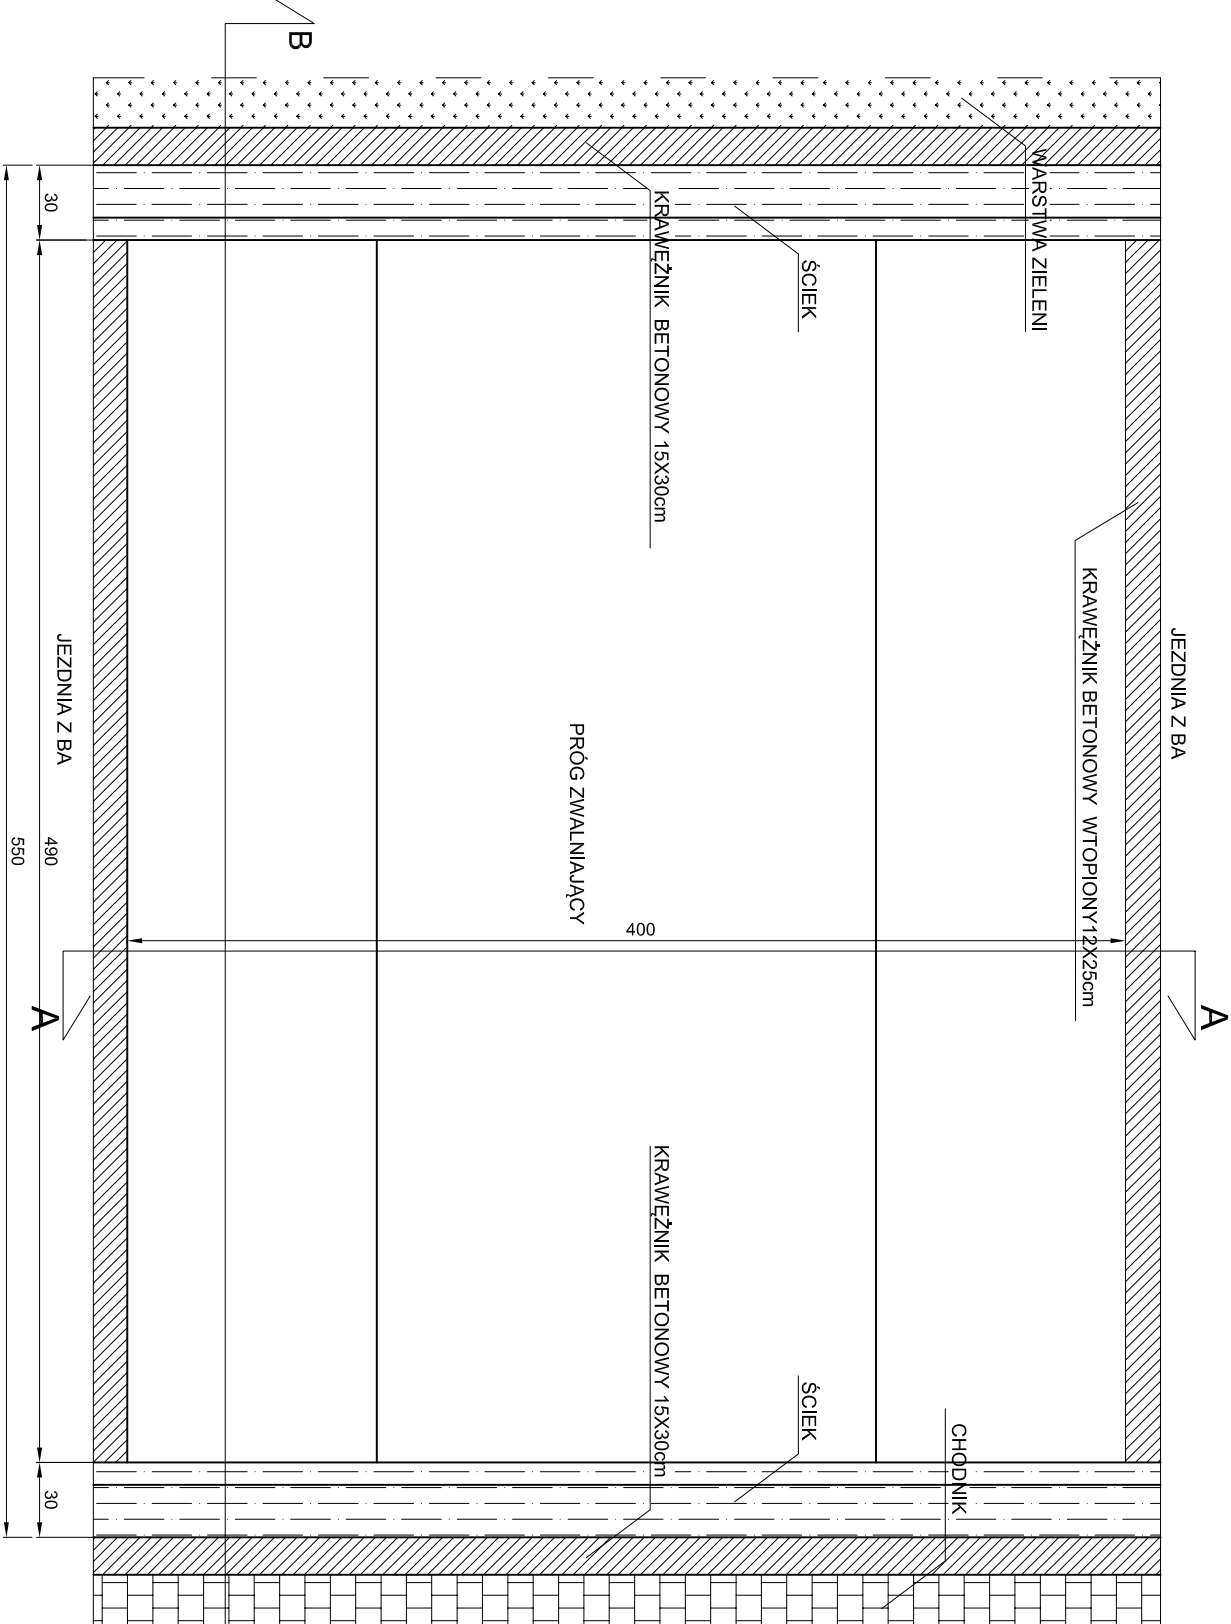 B
WARSTWA ZIELENI
KRAWĘŻNIK BETONOWY 15X30cm
ŚCIEK
30
490
550
30
JEZDNIA Z BA
JEZDNIA Z BA
KRAWĘŻNIK BETONOWY WTOPIONY12X25cm
PRÓG ZWALNIAJĄCY
400
A
A
KRAWĘŻNIK BETONOWY 15X30cm
ŚCIEK
CHODNIK